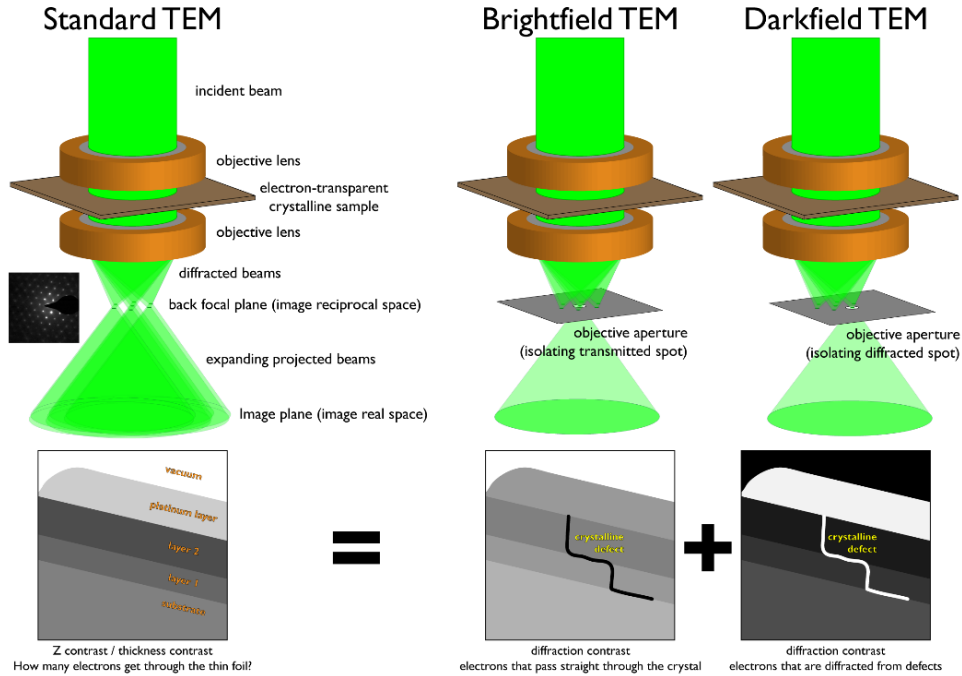 Standard TEM
Brightfield TEM
Darkfield TEM
incident beam
objective lens
electron-transparent
crystalline sample
objective lens
diffracted beams
back focal plane (image reciprocal space)
expanding projected beams
Image plane (image real space)
objective aperture
(isolating transmitted spot)
objective aperture
(isolating diffracted spot)
vacuum
platinum layer
layer 2
layer 1
substrate
=
crystalline
defect
+
crystalline
defect
Z contrast / thickness contrast
How many electrons get through the thin foil?
diffraction contrast
electrons that pass straight through the crystal
diffraction contrast
electrons that are diffracted from defects